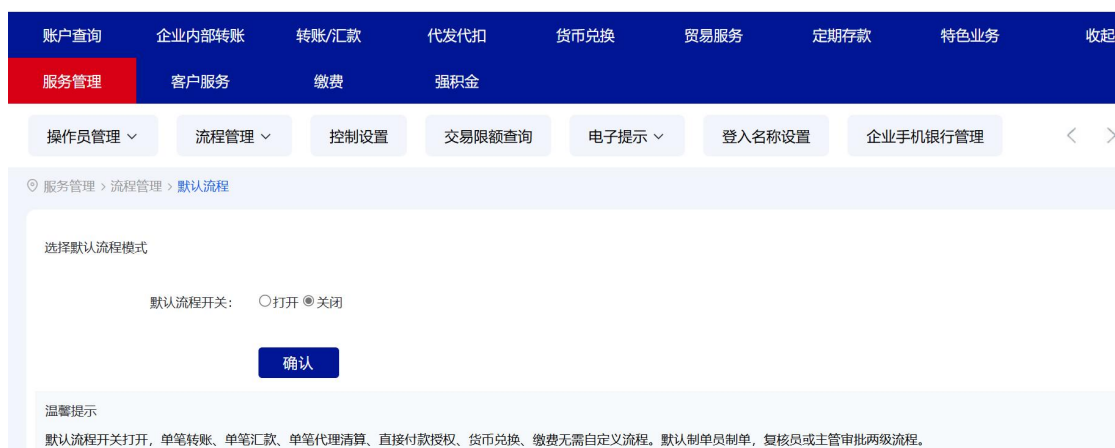 账户查询 企业内部转账 转账/汇款 代发代扣 货币兑换 贸易服务 定期存款 特色业务 收起
服务管理 客户服务 缴费 强积金
操作员管理 流程管理 控制设置 交易限额查询 电子提示 登入名称设置 企业手机银行管理
服务管理 > 流程管理 > 默认流程
选择默认流程模式
默认流程开关: 打开 关闭
确认
温馨提示
默认流程开关打开，单笔转账、单笔汇款、单笔代理清算、直接付款授权、货币兑换、缴费无需自定义流程。默认制单员制单，复核员或主管审批两级流程。